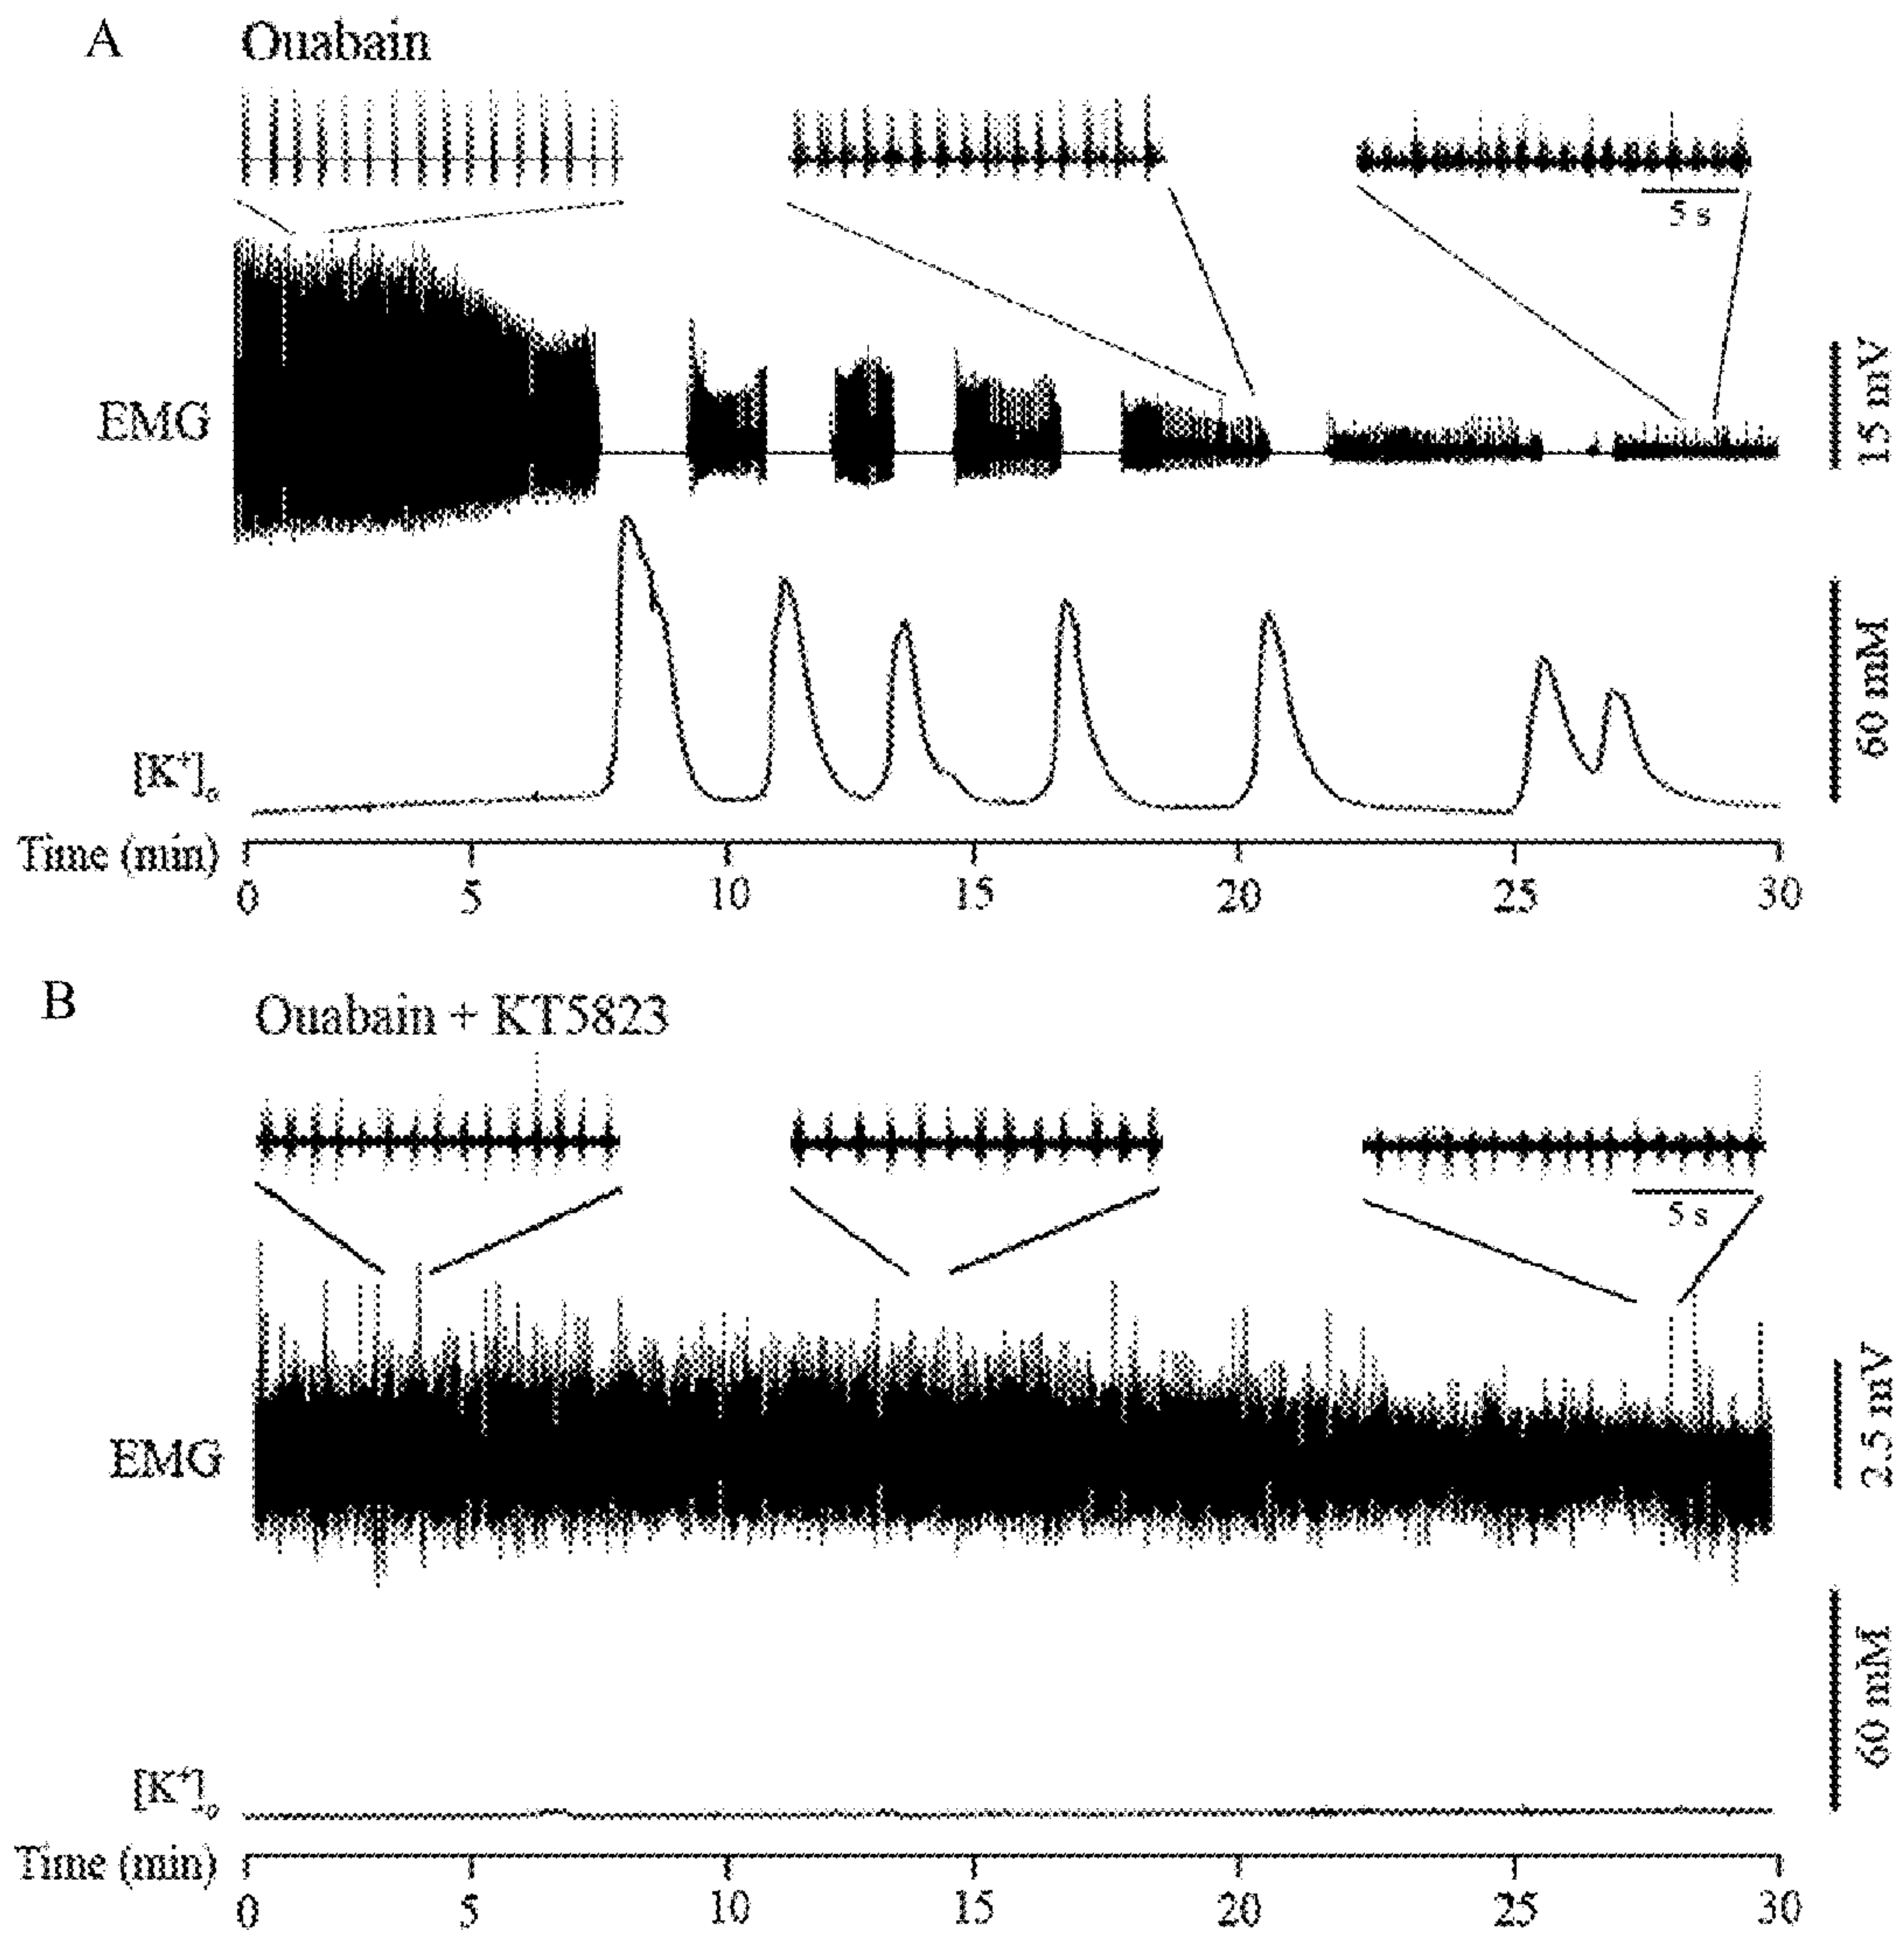 A
Ouabain
5 s
EMG
15 mV
[K⁺]ₒ
60 mM
Time (min)
0 5 10 15 20 25 30
B
Ouabain + KT5823
5 s
EMG
2.5 mV
[K⁺]ₒ
60 mM
Time (min)
0 5 10 15 20 25 30